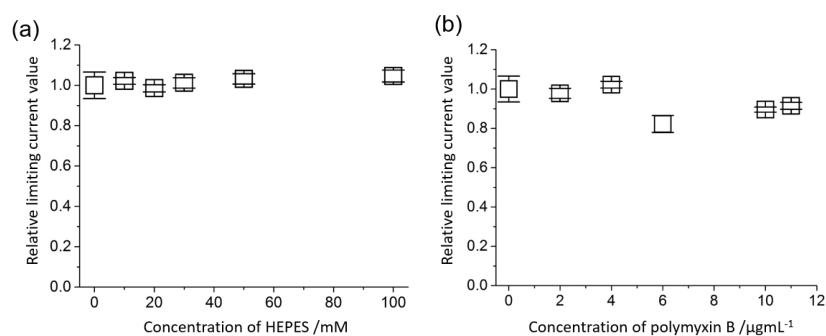 (a)
Relative limiting current value
1.2
1.0
0.8
0.6
0.4
0.2
0.0
0 20 40 60 80 100
Concentration of HEPES /mM
(b)
Relative limiting current value
1.2
1.0
0.8
0.6
0.4
0.2
0.0
0 2 4 6 8 10 12
Concentration of polymyxin B /μgmL⁻¹